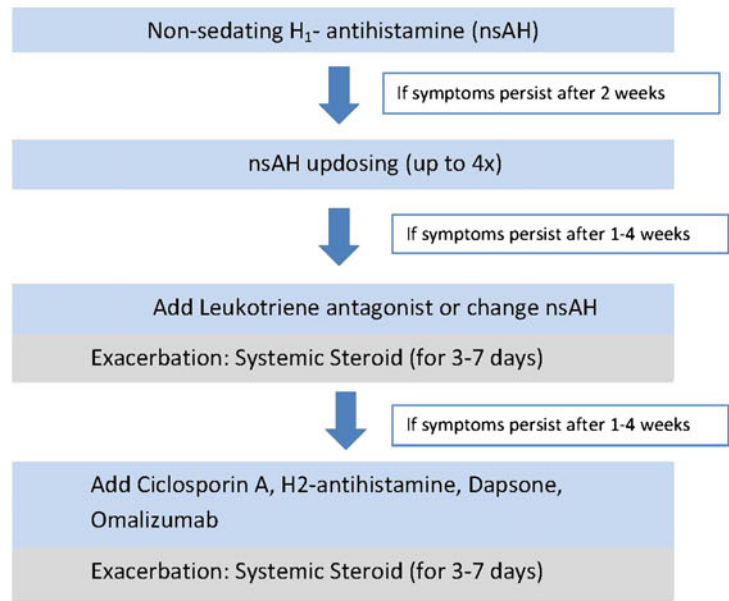 Non-sedating H₁- antihistamine (nsAH)
If symptoms persist after 2 weeks
nsAH updosing (up to 4x)
If symptoms persist after 1-4 weeks
Add Leukotriene antagonist or change nsAH
Exacerbation: Systemic Steroid (for 3-7 days)
If symptoms persist after 1-4 weeks
Add Ciclosporin A, H2-antihistamine, Dapsone,
Omalizumab
Exacerbation: Systemic Steroid (for 3-7 days)